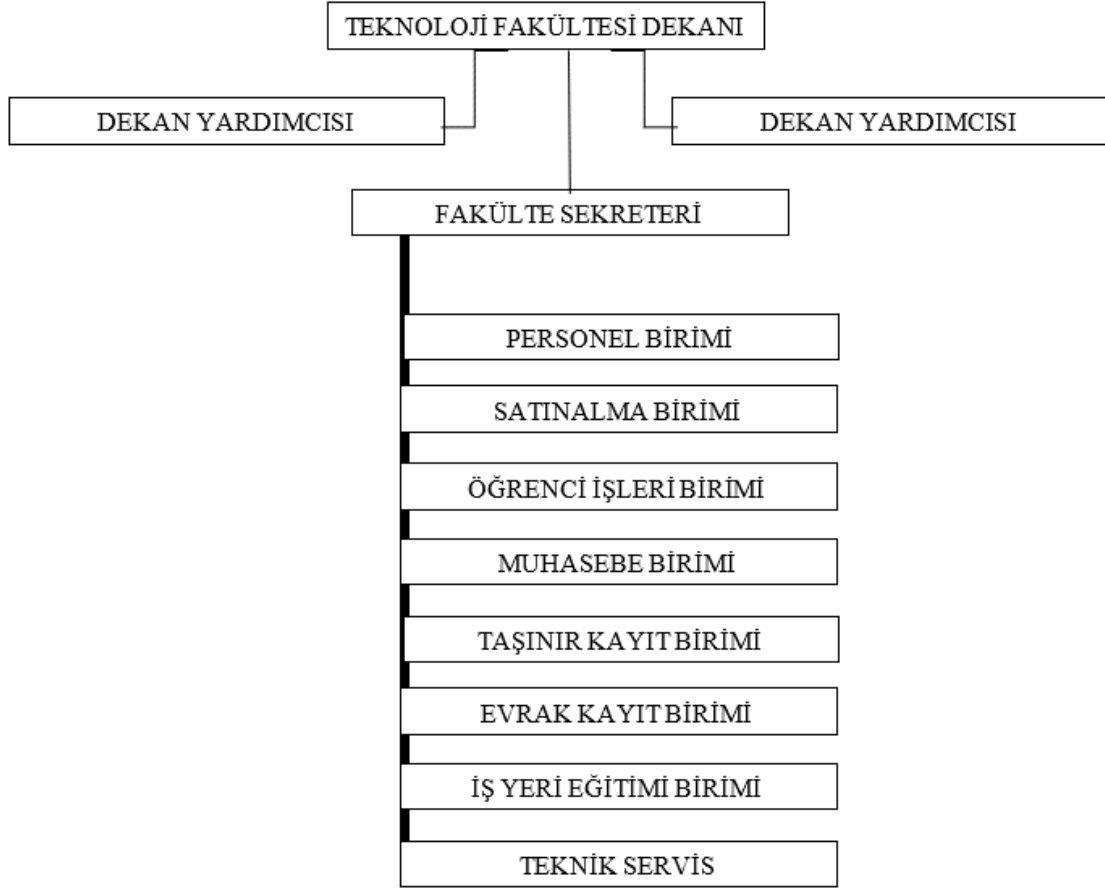 TEKNOLOJİ FAKÜLTESİ DEKANI
DEKAN YARDIMCISI
DEKAN YARDIMCISI
FAKÜLTE SEKRETERİ
PERSONEL BİRİMİ
SATINALMA BİRİMİ
ÖĞRENCİ İŞLERİ BİRİMİ
MUHASEBE BİRİMİ
TAŞINIR KAYIT BİRİMİ
EVRAK KAYIT BİRİMİ
İŞ YERİ EĞİTİMİ BİRİMİ
TEKNİK SERVİS